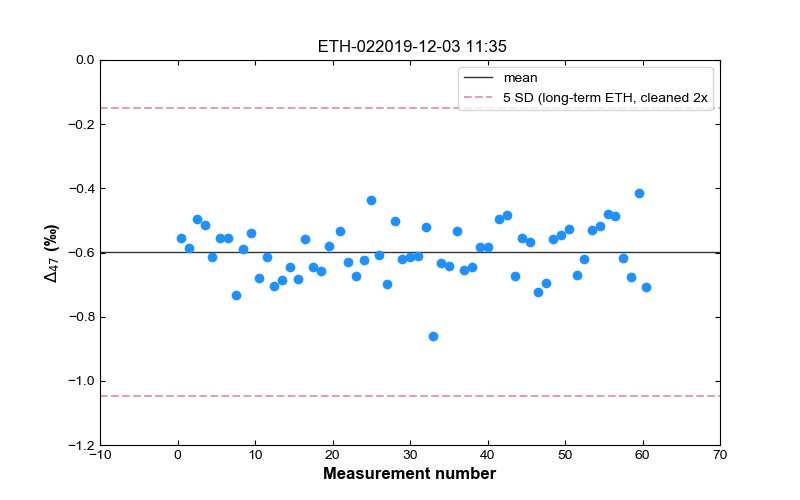 ETH-022019-12-03 11:35
mean
5 SD (long-term ETH, cleaned 2x
Δ47 (‰)
0.0
−0.2
−0.4
−0.6
−0.8
−1.0
−1.2
−10 0 10 20 30 40 50 60 70
Measurement number